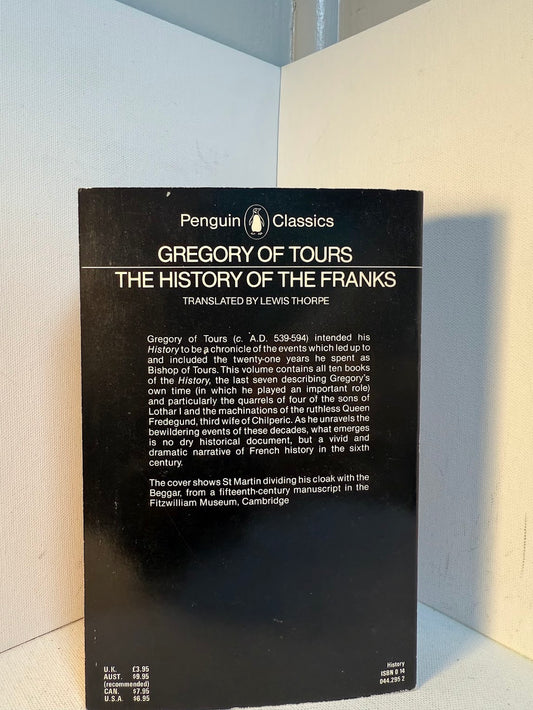 Penguin Classics
GREGORY OF TOURS
THE HISTORY OF THE FRANKS
TRANSLATED BY LEWIS THORPE
Gregory of Tours (c. A.D. 539-594) intended his
History to be a chronicle of the events which led up to
and included the twenty-one years he spent as
Bishop of Tours. This volume contains all ten books
of the History, the last seven describing Gregory's
own time (in which he played an important role)
and particularly the quarrels of four of the sons of
Lothar I and the machinations of the ruthless Queen
Fredegund, third wife of Chilperic. As he unravels the
bewildering events of these decades, what emerges
is no dry historical document, but a vivid and
dramatic narrative of French history in the sixth
century.
The cover shows St Martin dividing his cloak with the
Beggar, from a fifteenth-century manuscript in the
Fitzwilliam Museum, Cambridge
U.K. £3.95
AUST. $9.95
(recommended)
CAN. $7.95
U.S.A. $6.95
History
ISBN 0 14
044.295 2